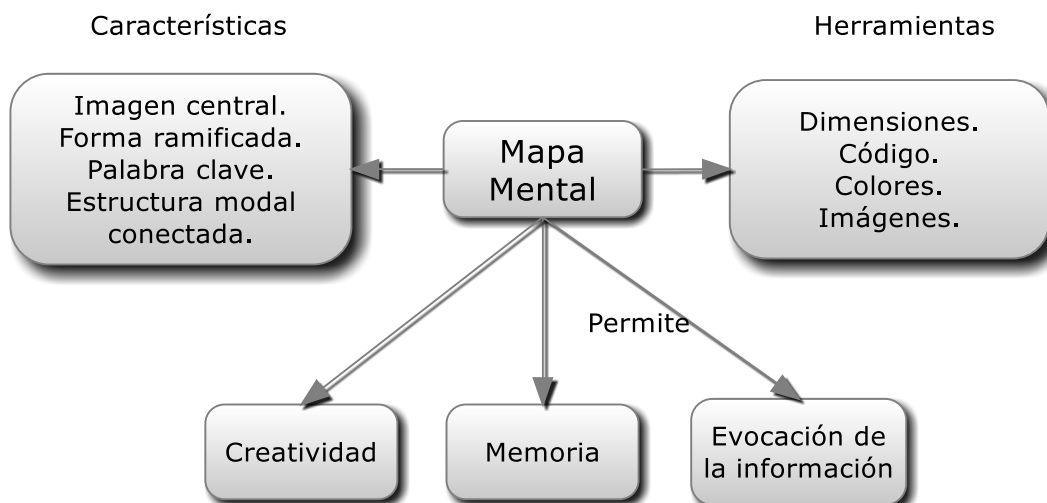 Características
Herramientas
Imagen central.
Forma ramificada.
Palabra clave.
Estructura modal
conectada.
Mapa
Mental
Dimensiones.
Código.
Colores.
Imágenes.
Permite
Creatividad
Memoria
Evocación de
la información